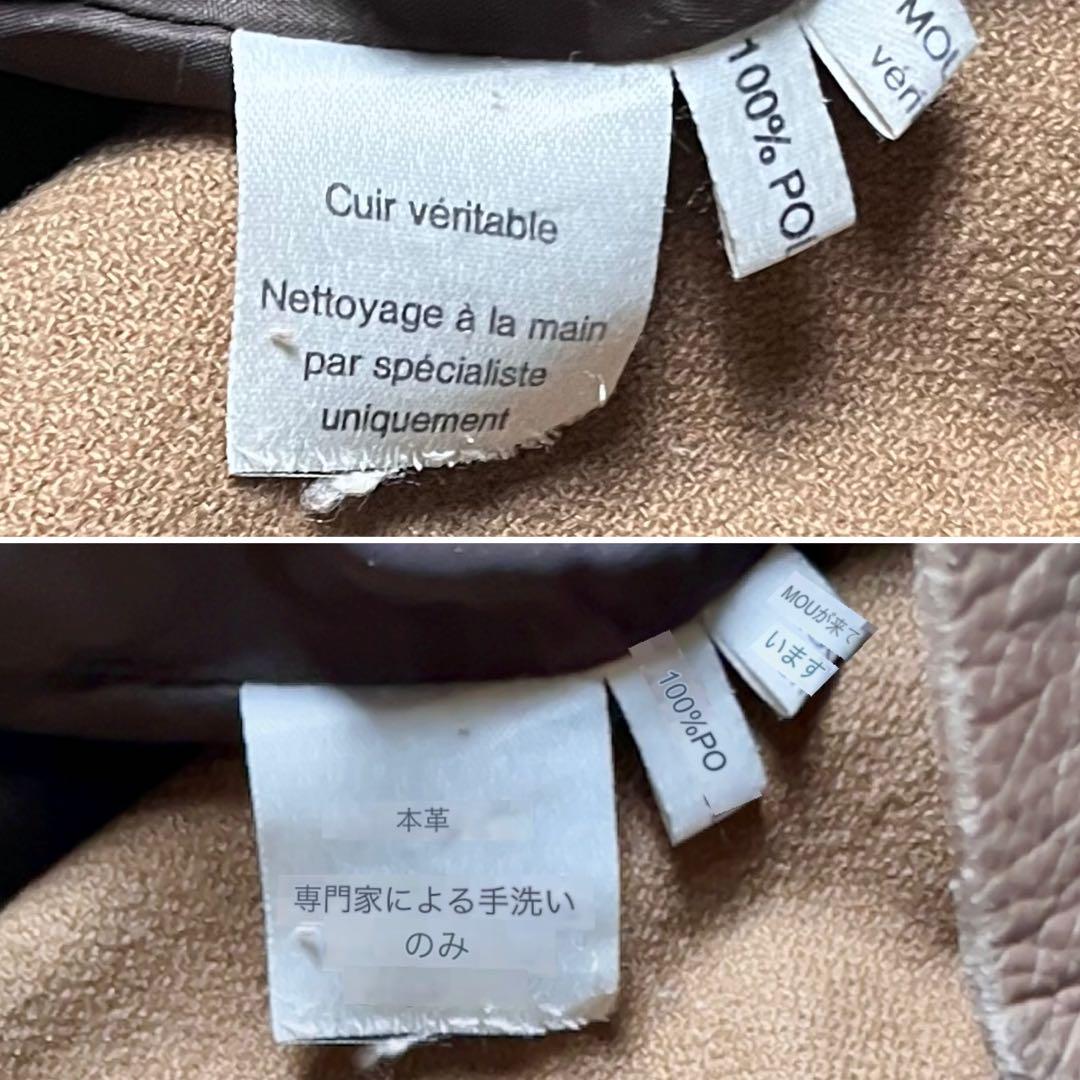 Cuir véritable
Nettoyage à la main
par spécialiste
uniquement
100% PO
MOU
véri
本革
専門家による手洗い
のみ
100%PO
MOUが来て
います